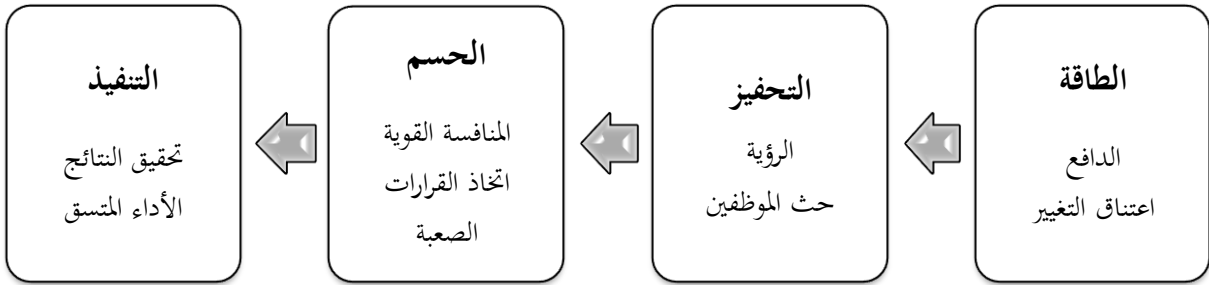 الطاقة
الدافع
اعتناق التغيير
التحفيز
الرؤية
حث الموظفين
الحسم
المنافسة القوية
اتخاذ القرارات
الصعبة
التنفيذ
تحقيق النتائج
الأداء المتسق